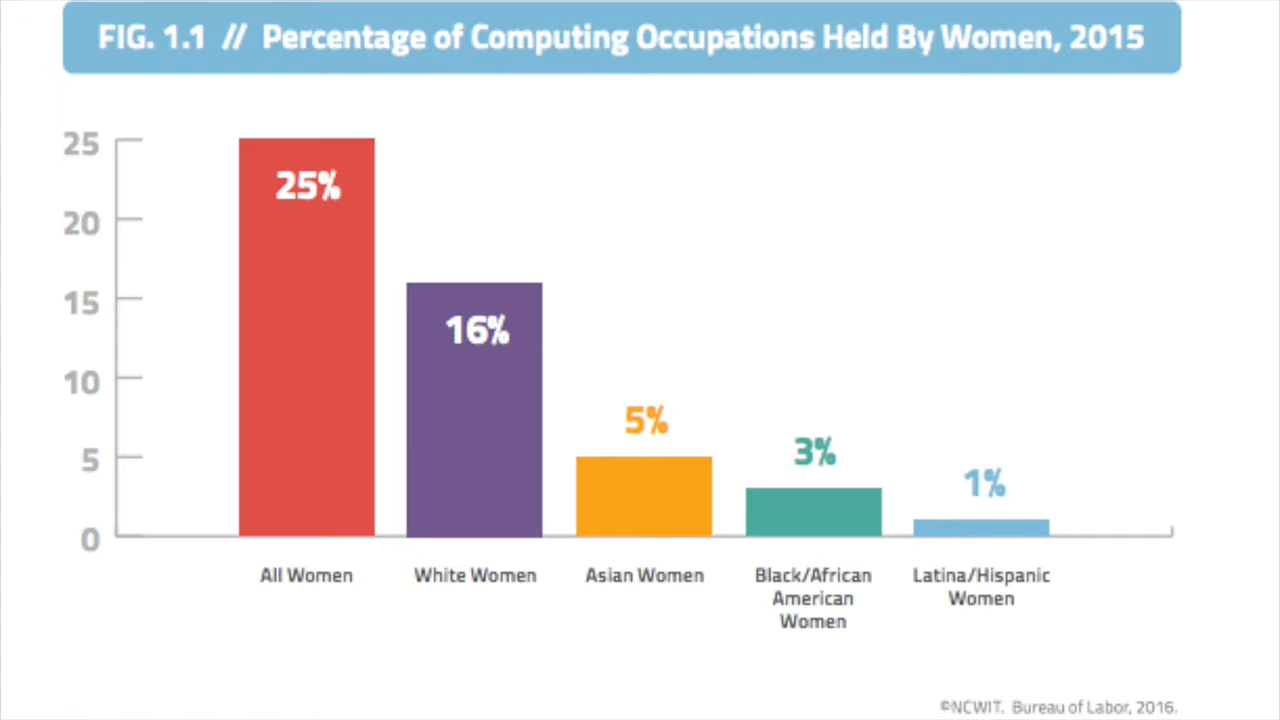 FIG. 1.1 // Percentage of Computing Occupations Held By Women, 2015
25
20
15
10
5
0
25%
16%
5%
3%
1%
All Women
White Women
Asian Women
Black/African
American
Women
Latina/Hispanic
Women
©NCWIT. Bureau of Labor, 2016.